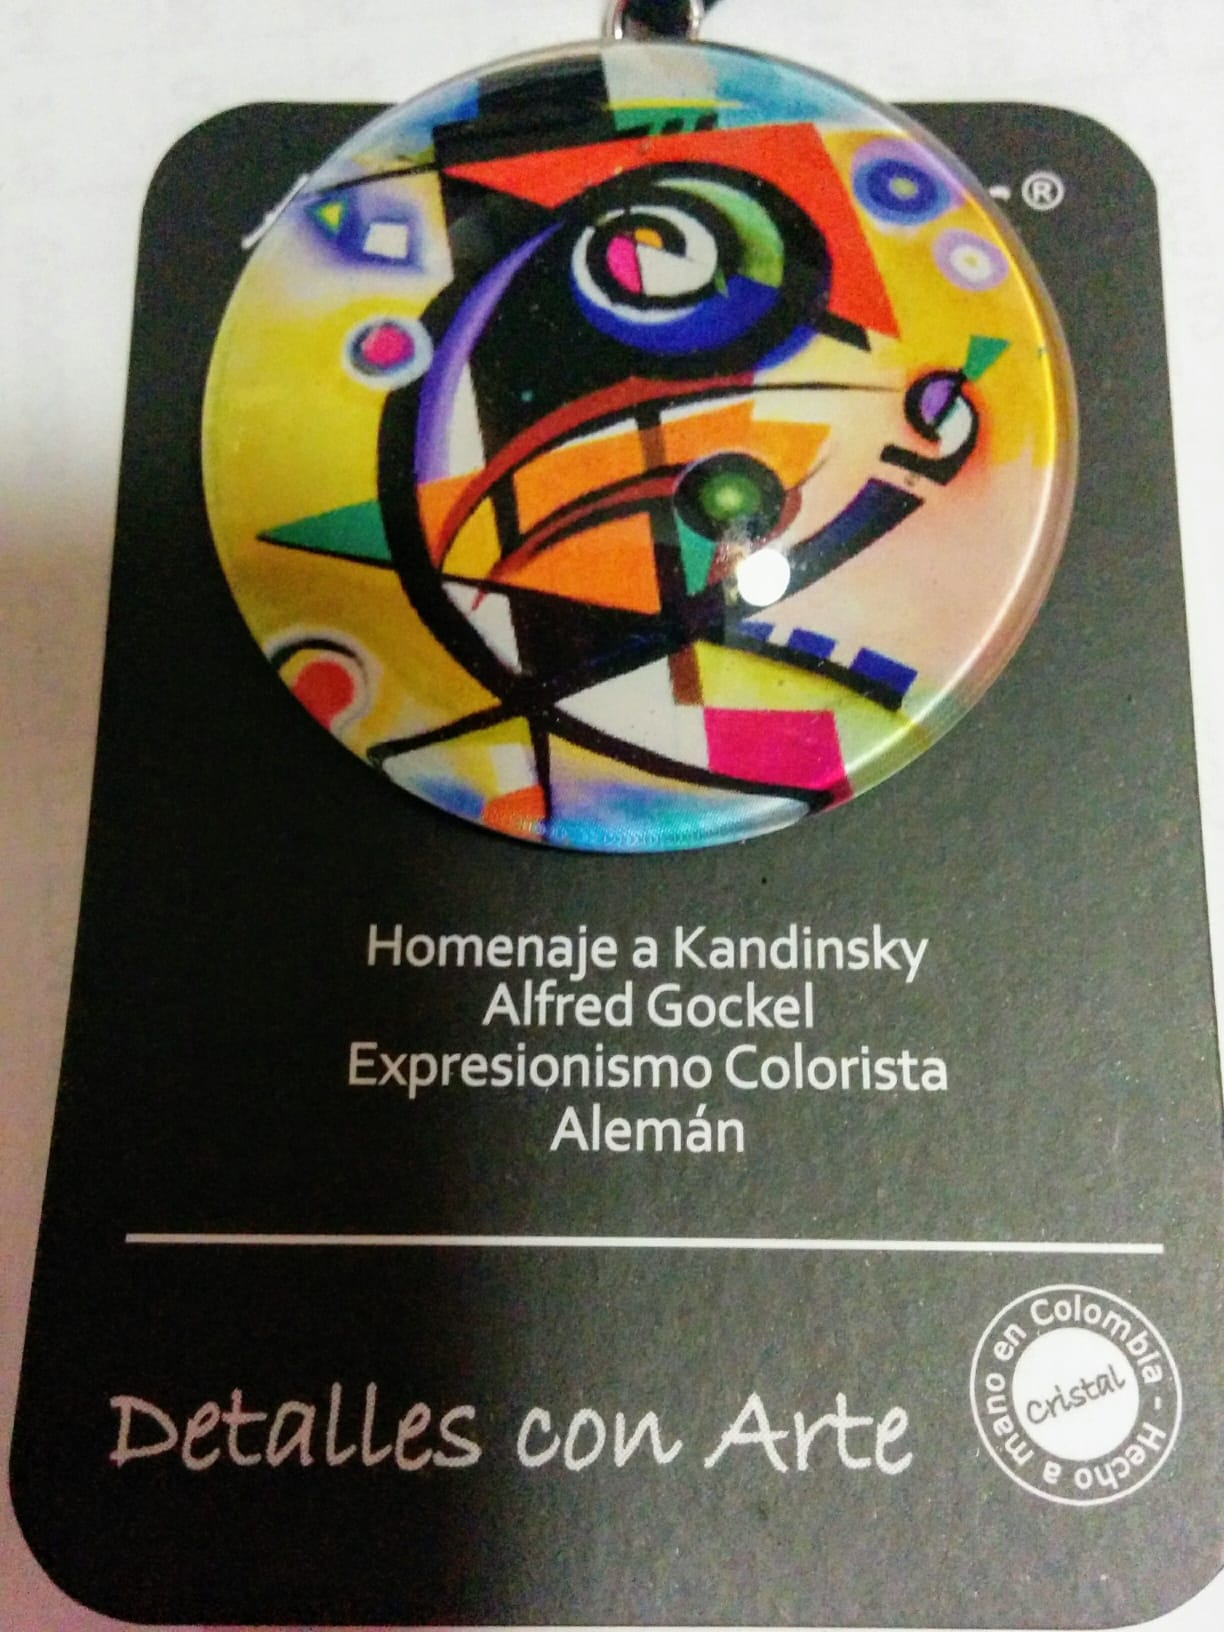 ®
Homenaje a Kandinsky
Alfred Gockel
Expresionismo Colorista
Alemán
Detalles con Arte
Hecho a mano en Colombia -
Cristal